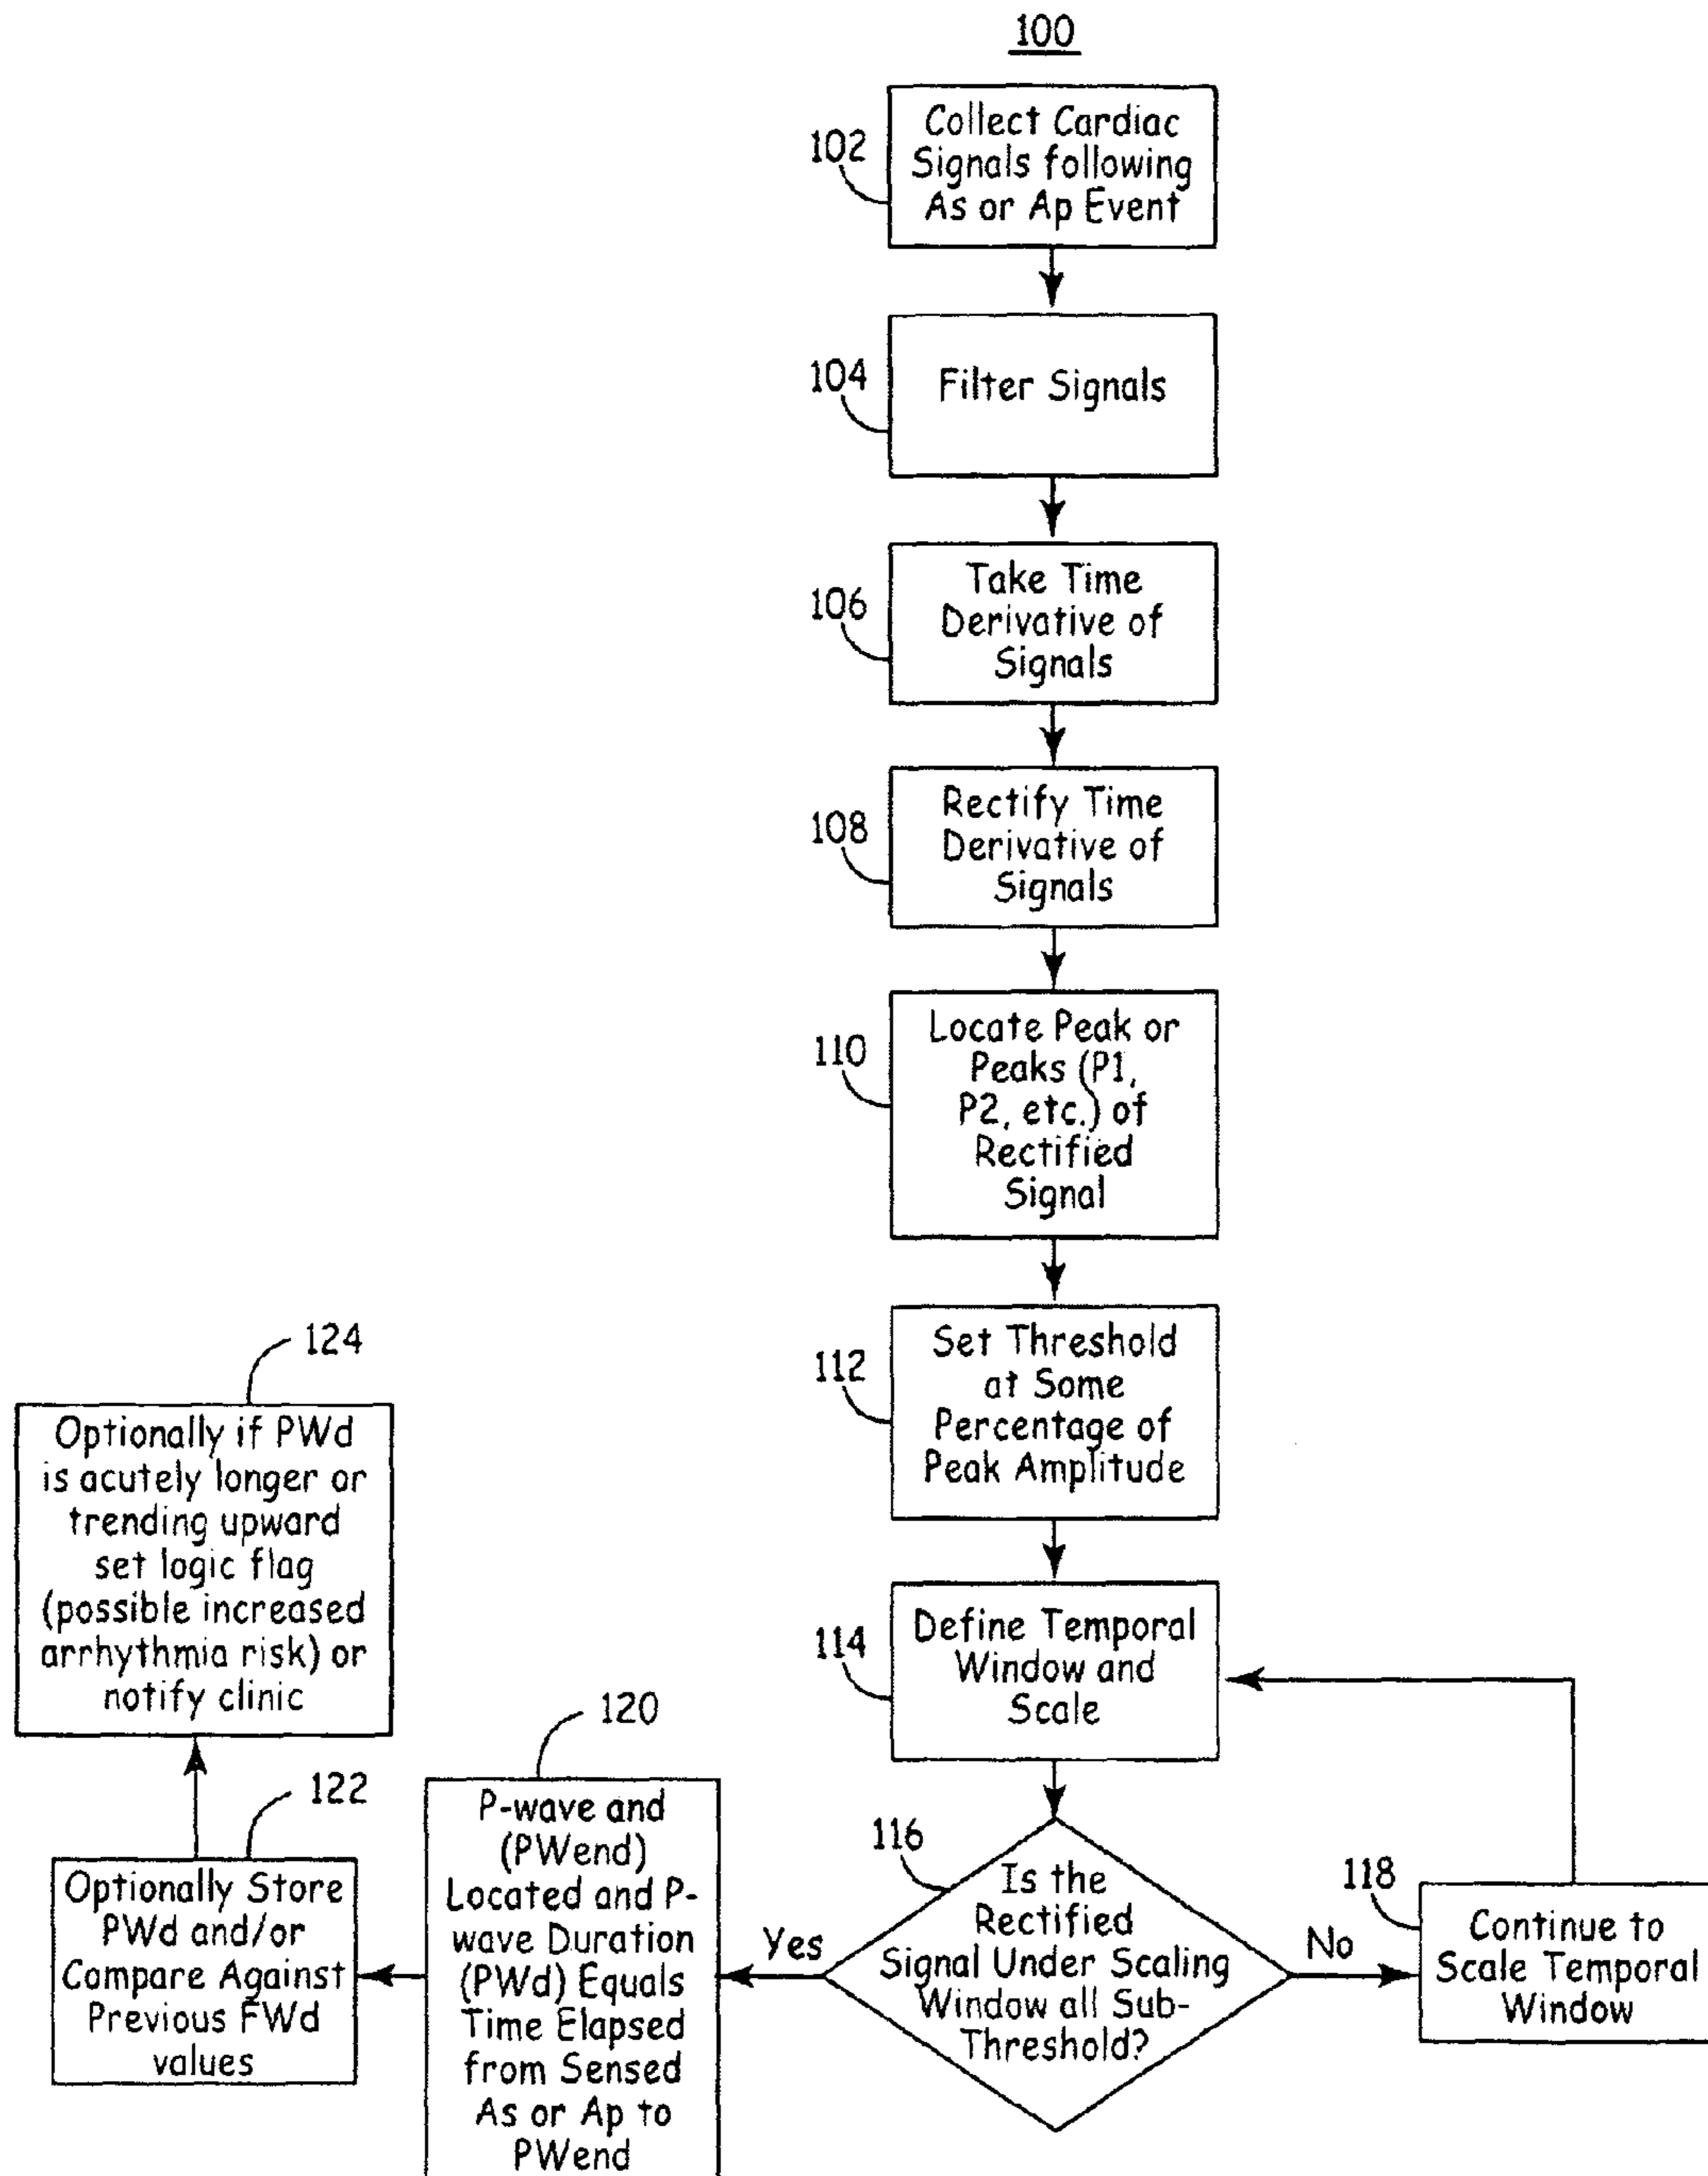 100
102
Collect Cardiac
Signals following
As or Ap Event
104
Filter Signals
106
Take Time
Derivative of
Signals
108
Rectify Time
Derivative of
Signals
110
Locate Peak or
Peaks (P1,
P2, etc.) of
Rectified
Signal
112
Set Threshold
at Some
Percentage of
Peak Amplitude
114
Define Temporal
Window and
Scale
116
Is the
Rectified
Signal Under Scaling
Window all Sub-
Threshold?
No
118
Continue to
Scale Temporal
Window
Yes
120
P-wave and
(PWend)
Located and P-
wave Duration
(PWd) Equals
Time Elapsed
from Sensed
As or Ap to
PWend
122
Optionally Store
PWd and/or
Compare Against
Previous FWd
values
124
Optionally if PWd
is acutely longer or
trending upward
set logic flag
(possible increased
arrhythmia risk) or
notify clinic